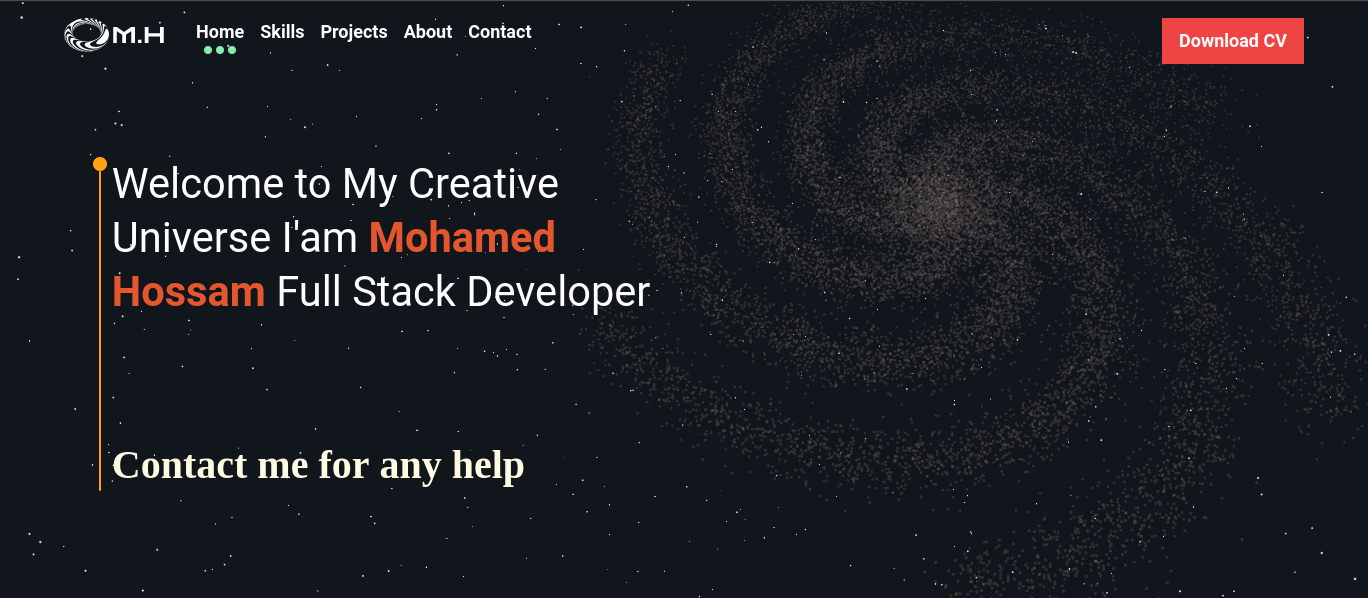 M.H
Home Skills Projects About Contact
Download CV
Welcome to My Creative
Universe I'am Mohamed
Hossam Full Stack Developer
Contact me for any help